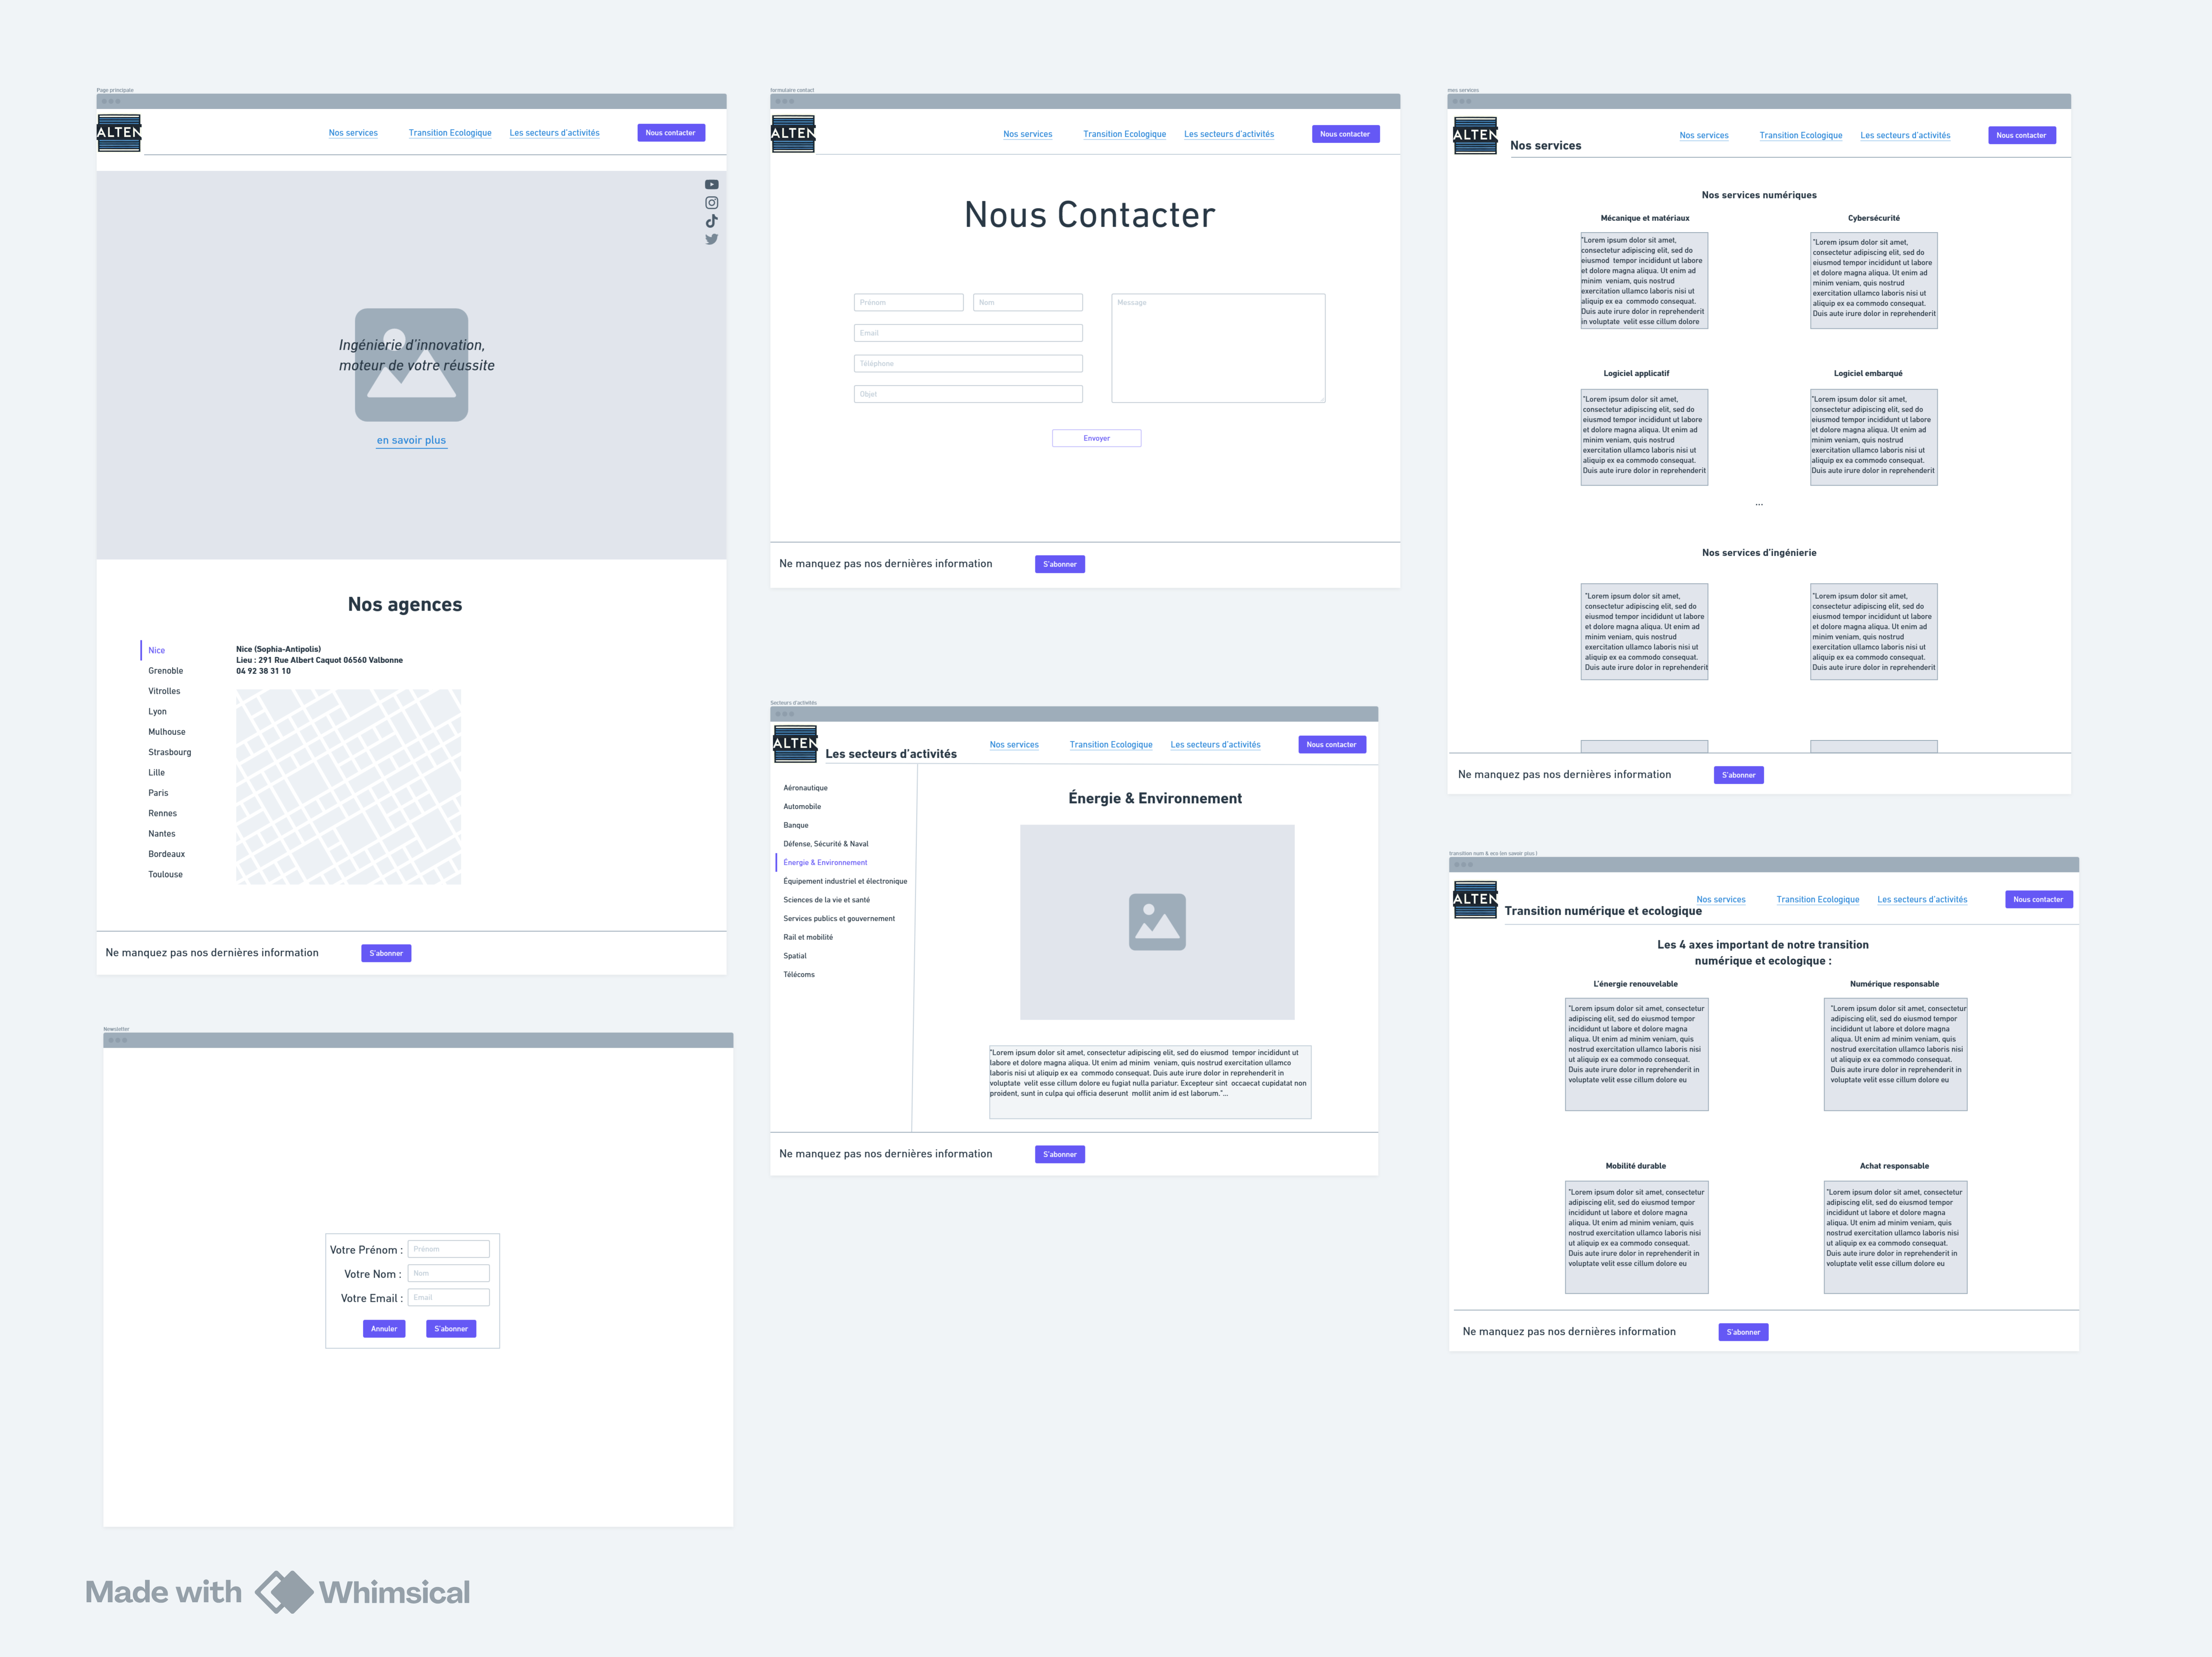 Page principale
ALTEN
Nos services
Transition Ecologique
Les secteurs d'activités
Nous contacter
Ingénierie d'innovation,
moteur de votre réussite
en savoir plus
Nos agences
Nice
Grenoble
Vitrolles
Lyon
Mulhouse
Strasbourg
Lille
Paris
Rennes
Nantes
Bordeaux
Toulouse
Nice (Sophia-Antipolis)
Lieu : 291 Rue Albert Caquot 06560 Valbonne
04 92 38 31 10
Ne manquez pas nos dernières information
S'abonner
Newsletter
Votre Prénom :
Prénom
Votre Nom :
Nom
Votre Email :
Email
Annuler
S'abonner
formulaire contact
ALTEN
Nos services
Transition Ecologique
Les secteurs d'activités
Nous contacter
Nous Contacter
Prénom
Nom
Email
Téléphone
Objet
Message
Envoyer
Ne manquez pas nos dernières information
S'abonner
Secteurs d'activités
ALTEN
Les secteurs d'activités
Nos services
Transition Ecologique
Les secteurs d'activités
Nous contacter
Aéronautique
Automobile
Banque
Défense, Sécurité & Naval
Énergie & Environnement
Équipement industriel et électronique
Sciences de la vie et santé
Services publics et gouvernement
Rail et mobilité
Spatial
Télécoms
Énergie & Environnement
"Lorem ipsum dolor sit amet, consectetur adipiscing elit, sed do eiusmod tempor incididunt ut
labore et dolore magna aliqua. Ut enim ad minim veniam, quis nostrud exercitation ullamco
laboris nisi ut aliquip ex ea commodo consequat. Duis aute irure dolor in reprehenderit in
voluptate velit esse cillum dolore eu fugiat nulla pariatur. Excepteur sint occaecat cupidatat non
proident, sunt in culpa qui officia deserunt mollit anim id est laborum."...
Ne manquez pas nos dernières information
S'abonner
mes services
ALTEN
Nos services
Nos services
Transition Ecologique
Les secteurs d'activités
Nous contacter
Nos services numériques
Mécanique et matériaux
"Lorem ipsum dolor sit amet,
consectetur adipiscing elit, sed do
eiusmod tempor incididunt ut labore
et dolore magna aliqua. Ut enim ad
minim veniam, quis nostrud
exercitation ullamco laboris nisi ut
aliquip ex ea commodo consequat.
Duis aute irure dolor in reprehenderit
in voluptate velit esse cillum dolore
Cybersécurité
"Lorem ipsum dolor sit amet,
consectetur adipiscing elit, sed do
eiusmod tempor incididunt ut labore
et dolore magna aliqua. Ut enim ad
minim veniam, quis nostrud
exercitation ullamco laboris nisi ut
aliquip ex ea commodo consequat.
Duis aute irure dolor in reprehenderit
Logiciel applicatif
"Lorem ipsum dolor sit amet,
consectetur adipiscing elit, sed do
eiusmod tempor incididunt ut labore
et dolore magna aliqua. Ut enim ad
minim veniam, quis nostrud
exercitation ullamco laboris nisi ut
aliquip ex ea commodo consequat.
Duis aute irure dolor in reprehenderit
Logiciel embarqué
"Lorem ipsum dolor sit amet,
consectetur adipiscing elit, sed do
eiusmod tempor incididunt ut labore
et dolore magna aliqua. Ut enim ad
minim veniam, quis nostrud
exercitation ullamco laboris nisi ut
aliquip ex ea commodo consequat.
Duis aute irure dolor in reprehenderit
...
Nos services d'ingénierie
"Lorem ipsum dolor sit amet,
consectetur adipiscing elit, sed do
eiusmod tempor incididunt ut labore
et dolore magna aliqua. Ut enim ad
minim veniam, quis nostrud
exercitation ullamco laboris nisi ut
aliquip ex ea commodo consequat.
Duis aute irure dolor in reprehenderit
"Lorem ipsum dolor sit amet,
consectetur adipiscing elit, sed do
eiusmod tempor incididunt ut labore
et dolore magna aliqua. Ut enim ad
minim veniam, quis nostrud
exercitation ullamco laboris nisi ut
aliquip ex ea commodo consequat.
Duis aute irure dolor in reprehenderit
Ne manquez pas nos dernières information
S'abonner
transition num & eco (en savoir plus )
ALTEN
Transition numérique et ecologique
Nos services
Transition Ecologique
Les secteurs d'activités
Nous contacter
Les 4 axes important de notre transition
numérique et ecologique :
L'énergie renouvelable
"Lorem ipsum dolor sit amet, consectetur
adipiscing elit, sed do eiusmod tempor
incididunt ut labore et dolore magna
aliqua. Ut enim ad minim veniam, quis
nostrud exercitation ullamco laboris nisi
ut aliquip ex ea commodo consequat.
Duis aute irure dolor in reprehenderit in
voluptate velit esse cillum dolore eu
Numérique responsable
"Lorem ipsum dolor sit amet, consectetur
adipiscing elit, sed do eiusmod tempor
incididunt ut labore et dolore magna
aliqua. Ut enim ad minim veniam, quis
nostrud exercitation ullamco laboris nisi
ut aliquip ex ea commodo consequat.
Duis aute irure dolor in reprehenderit in
voluptate velit esse cillum dolore eu
Mobilité durable
"Lorem ipsum dolor sit amet, consectetur
adipiscing elit, sed do eiusmod tempor
incididunt ut labore et dolore magna
aliqua. Ut enim ad minim veniam, quis
nostrud exercitation ullamco laboris nisi
ut aliquip ex ea commodo consequat.
Duis aute irure dolor in reprehenderit in
voluptate velit esse cillum dolore eu
Achat responsable
"Lorem ipsum dolor sit amet, consectetur
adipiscing elit, sed do eiusmod tempor
incididunt ut labore et dolore magna
aliqua. Ut enim ad minim veniam, quis
nostrud exercitation ullamco laboris nisi
ut aliquip ex ea commodo consequat.
Duis aute irure dolor in reprehenderit in
voluptate velit esse cillum dolore eu
Ne manquez pas nos dernières information
S'abonner
Made with Whimsical